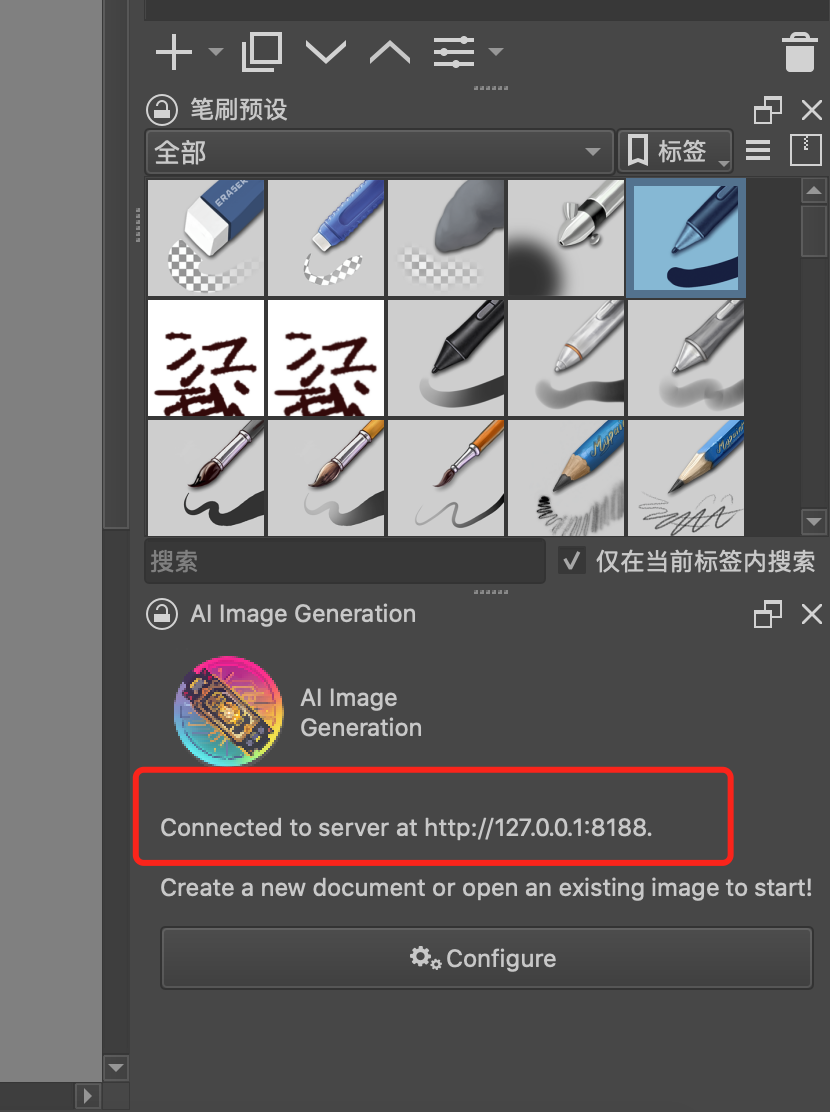 笔刷预设
全部
标签
ERASER
搜索
仅在当前标签内搜索
AI Image Generation
AI Image
Generation
Connected to server at http://127.0.0.1:8188.
Create a new document or open an existing image to start!
Configure